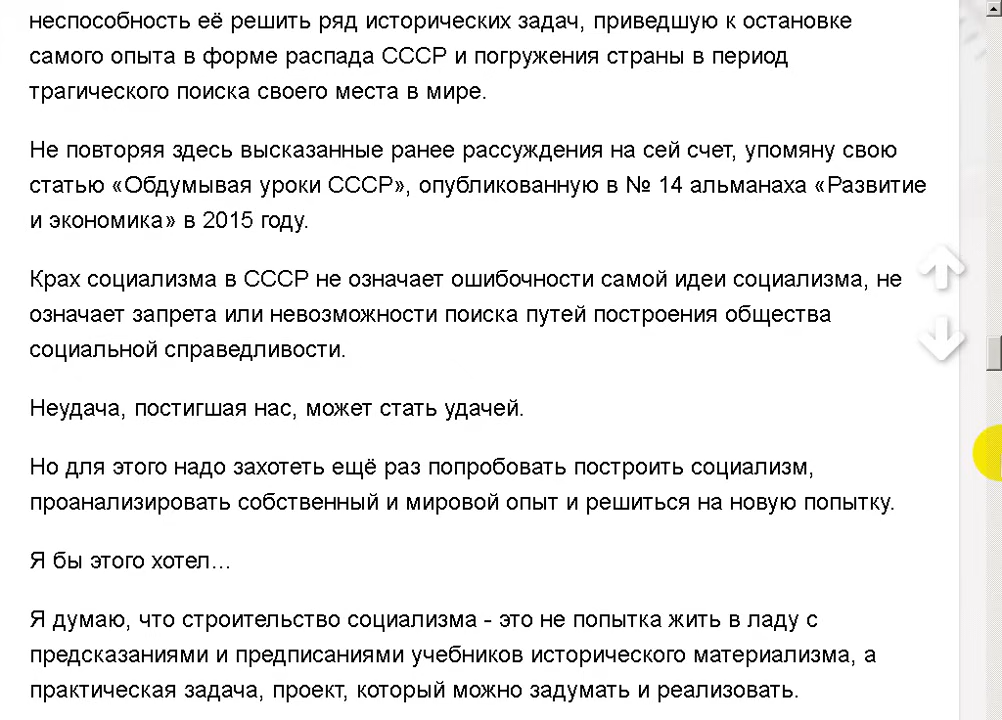 неспособность её решить ряд исторических задач, приведшую к остановке
самого опыта в форме распада СССР и погружения страны в период
трагического поиска своего места в мире.
Не повторяя здесь высказанные ранее рассуждения на сей счет, упомяну свою
статью «Обдумывая уроки СССР», опубликованную в № 14 альманаха «Развитие
и экономика» в 2015 году.
Крах социализма в СССР не означает ошибочности самой идеи социализма, не
означает запрета или невозможности поиска путей построения общества
социальной справедливости.
Неудача, постигшая нас, может стать удачей.
Но для этого надо захотеть ещё раз попробовать построить социализм,
проанализировать собственный и мировой опыт и решиться на новую попытку.
Я бы этого хотел...
Я думаю, что строительство социализма - это не попытка жить в ладу с
предсказаниями и предписаниями учебников исторического материализма, а
практическая задача, проект, который можно задумать и реализовать.